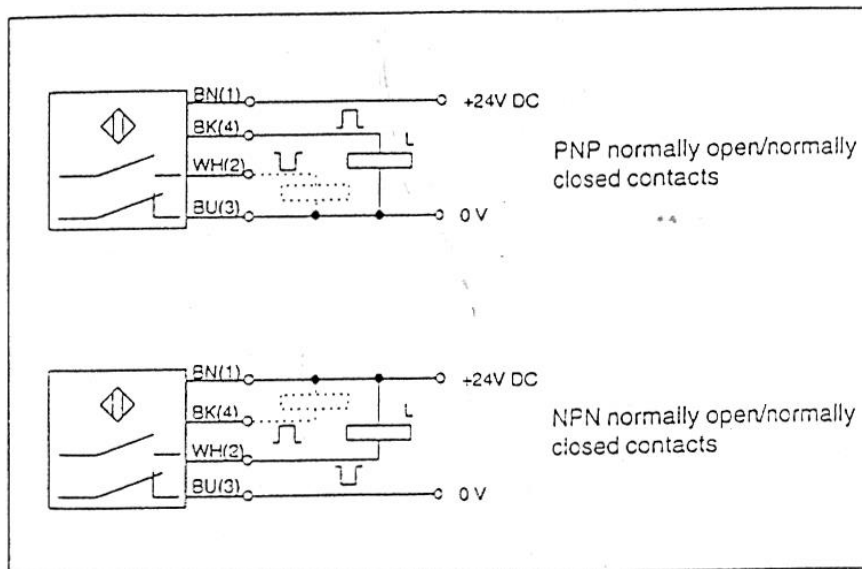 BN(1)
+24V DC
BK(4)
L
WH(2)
BU(3)
0 V
PNP normally open/normally
closed contacts
BN(1)
+24V DC
BK(4)
L
WH(2)
BU(3)
0 V
NPN normally open/normally
closed contacts